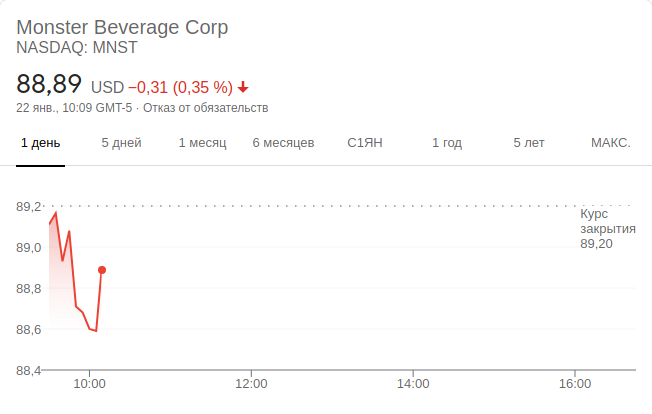 Monster Beverage Corp
NASDAQ: MNST
88,89 USD −0,31 (0,35 %)
22 янв., 10:09 GMT-5 · Отказ от обязательств
1 день 5 дней 1 месяц 6 месяцев С1ЯН 1 год 5 лет МАКС.
89,2
Курс
закрытия
89,20
89,0
88,8
88,6
88,4
10:00 12:00 14:00 16:00